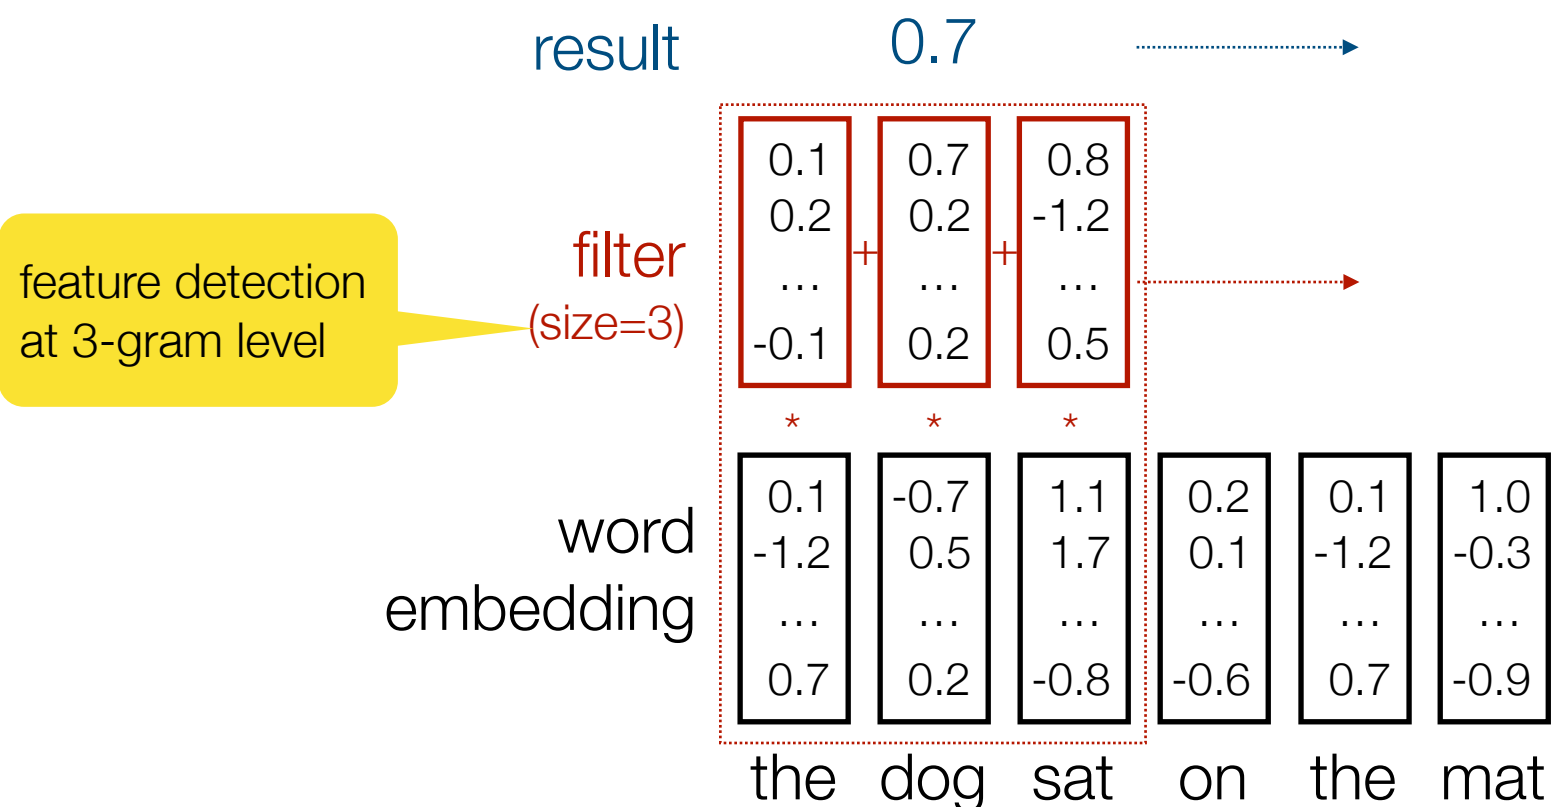 result 0.7
0.1 0.7 0.8
0.2 + 0.2 + -1.2
... ... ...
-0.1 0.2 0.5
filter
(size=3)
feature detection
at 3-gram level
* * *
word
embedding
0.1 -0.7 1.1 0.2 0.1 1.0
-1.2 0.5 1.7 0.1 -1.2 -0.3
... ... ... ... ... ...
0.7 0.2 -0.8 -0.6 0.7 -0.9
the dog sat on the mat